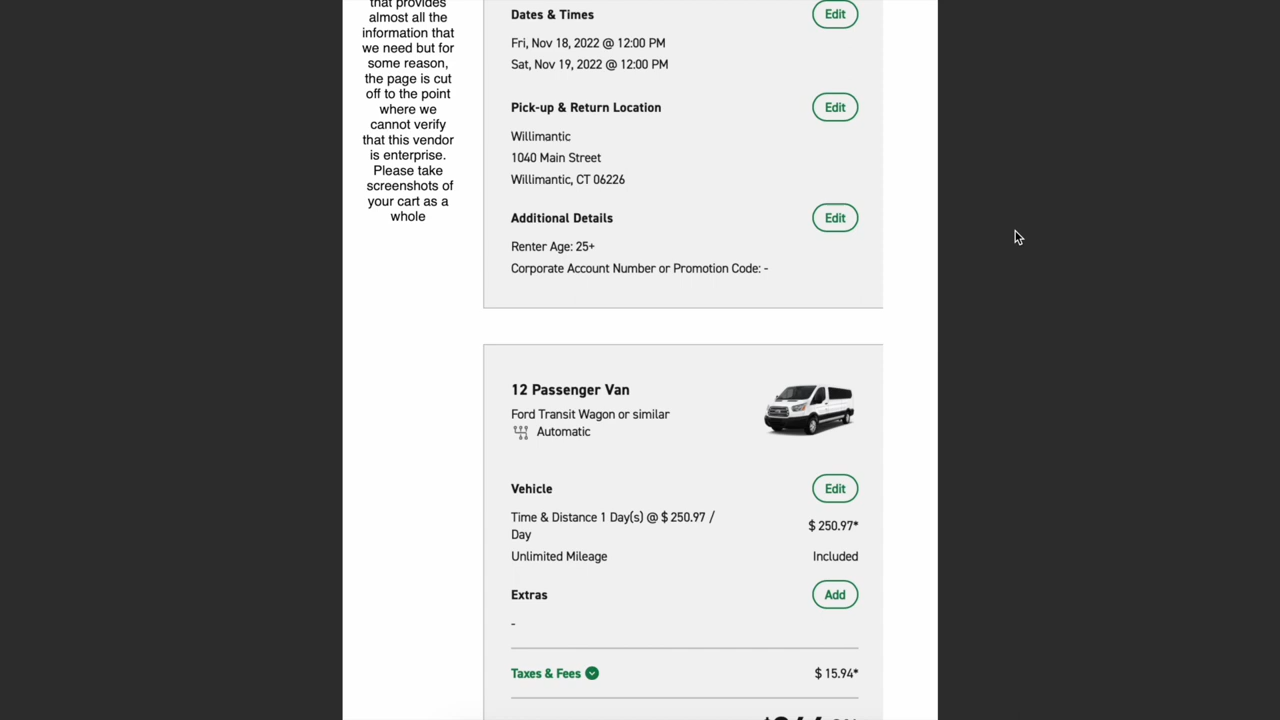 that provides
almost all the
information that
we need but for
some reason,
the page is cut
off to the point
where we
cannot verify
that this vendor
is enterprise.
Please take
screenshots of
your cart as a
whole
Dates & Times
Edit
Fri, Nov 18, 2022 @ 12:00 PM
Sat, Nov 19, 2022 @ 12:00 PM
Pick-up & Return Location
Edit
Willimantic
1040 Main Street
Willimantic, CT 06226
Additional Details
Edit
Renter Age: 25+
Corporate Account Number or Promotion Code: -
12 Passenger Van
Ford Transit Wagon or similar
Automatic
Vehicle
Edit
Time & Distance 1 Day(s) @ $ 250.97 /
Day
$ 250.97*
Unlimited Mileage
Included
Extras
Add
-
Taxes & Fees
$ 15.94*